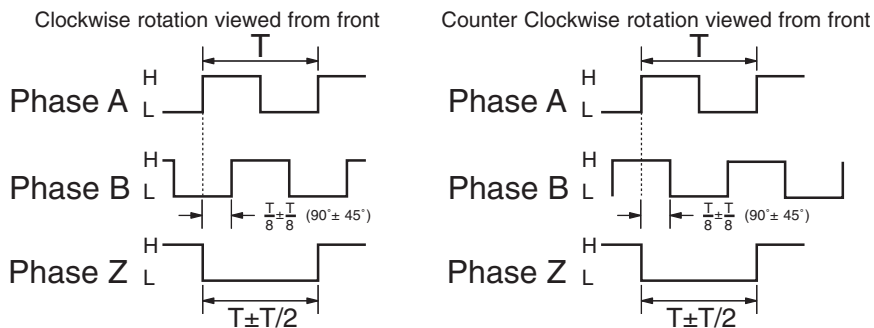 Clockwise rotation viewed from front
T
H
Phase A L
H
Phase B L
T/8±T/8 (90°± 45°)
H
Phase Z L
T±T/2
Counter Clockwise rotation viewed from front
T
H
Phase A L
H
Phase B L
T/8±T/8 (90°± 45°)
H
Phase Z L
T±T/2